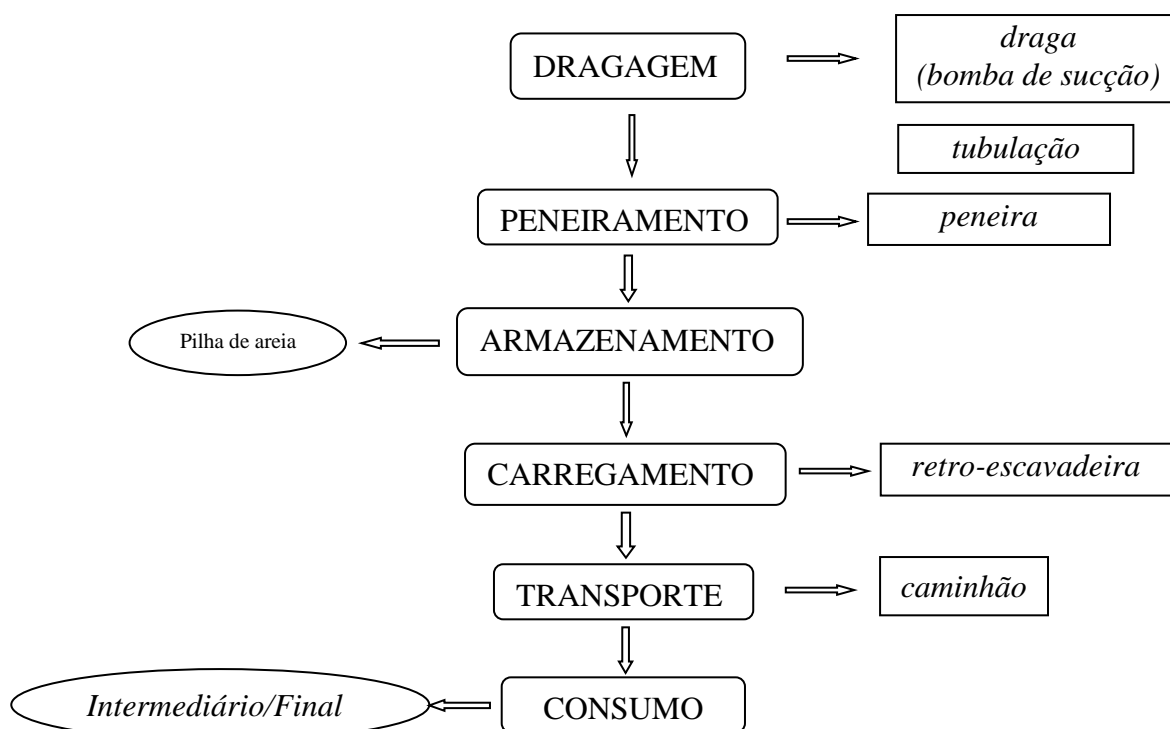 DRAGAGEM
draga
(bomba de sucção)
tubulação
PENEIRAMENTO
peneira
Pilha de areia
ARMAZENAMENTO
CARREGAMENTO
retro-escavadeira
TRANSPORTE
caminhão
Intermediário/Final
CONSUMO